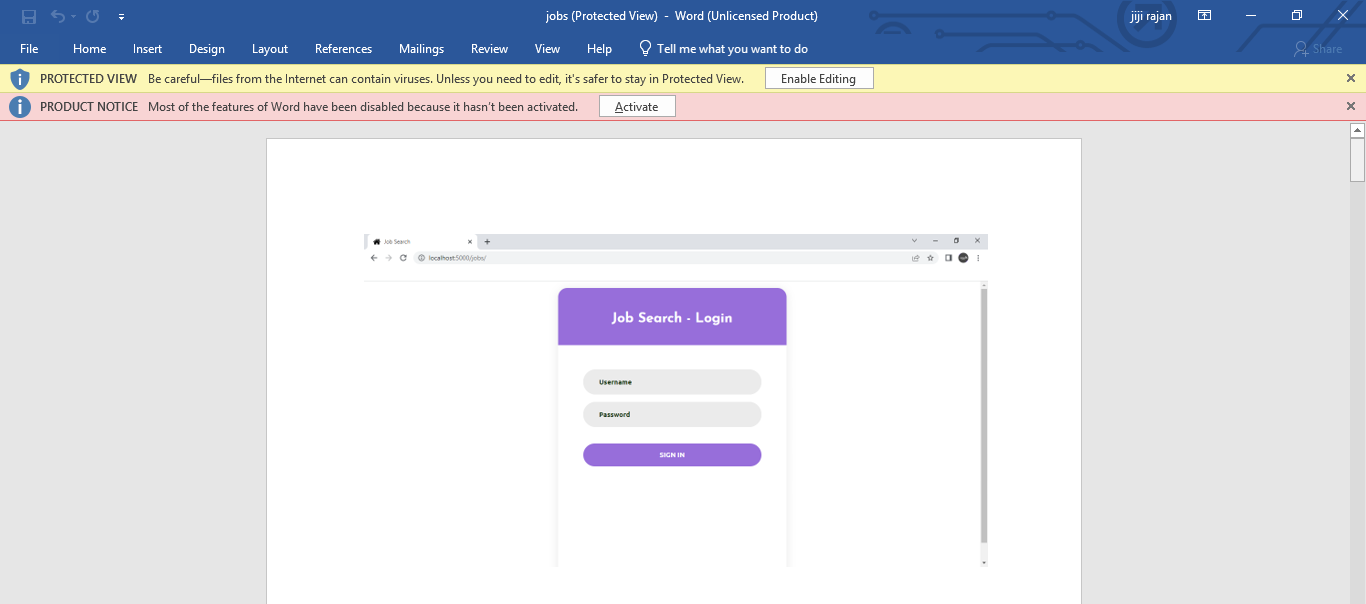 jobs (Protected View) - Word (Unlicensed Product)
jiji rajan
File Home Insert Design Layout References Mailings Review View Help Tell me what you want to do Share
PROTECTED VIEW Be careful—files from the Internet can contain viruses. Unless you need to edit, it's safer to stay in Protected View. Enable Editing
PRODUCT NOTICE Most of the features of Word have been disabled because it hasn't been activated. Activate
Job Search
localhost:5000/jobs/
Job Search - Login
Username
Password
SIGN IN